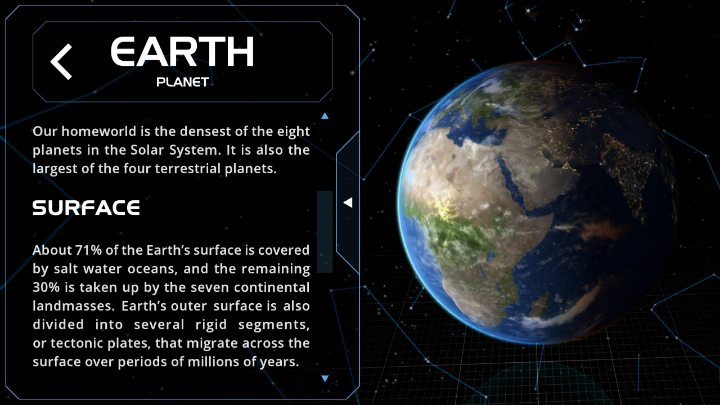 EARTH
PLANET
Our homeworld is the densest of the eight
planets in the Solar System. It is also the
largest of the four terrestrial planets.
SURFACE
About 71% of the Earth's surface is covered
by salt water oceans, and the remaining
30% is taken up by the seven continental
landmasses. Earth's outer surface is also
divided into several rigid segments,
or tectonic plates, that migrate across the
surface over periods of millions of years.